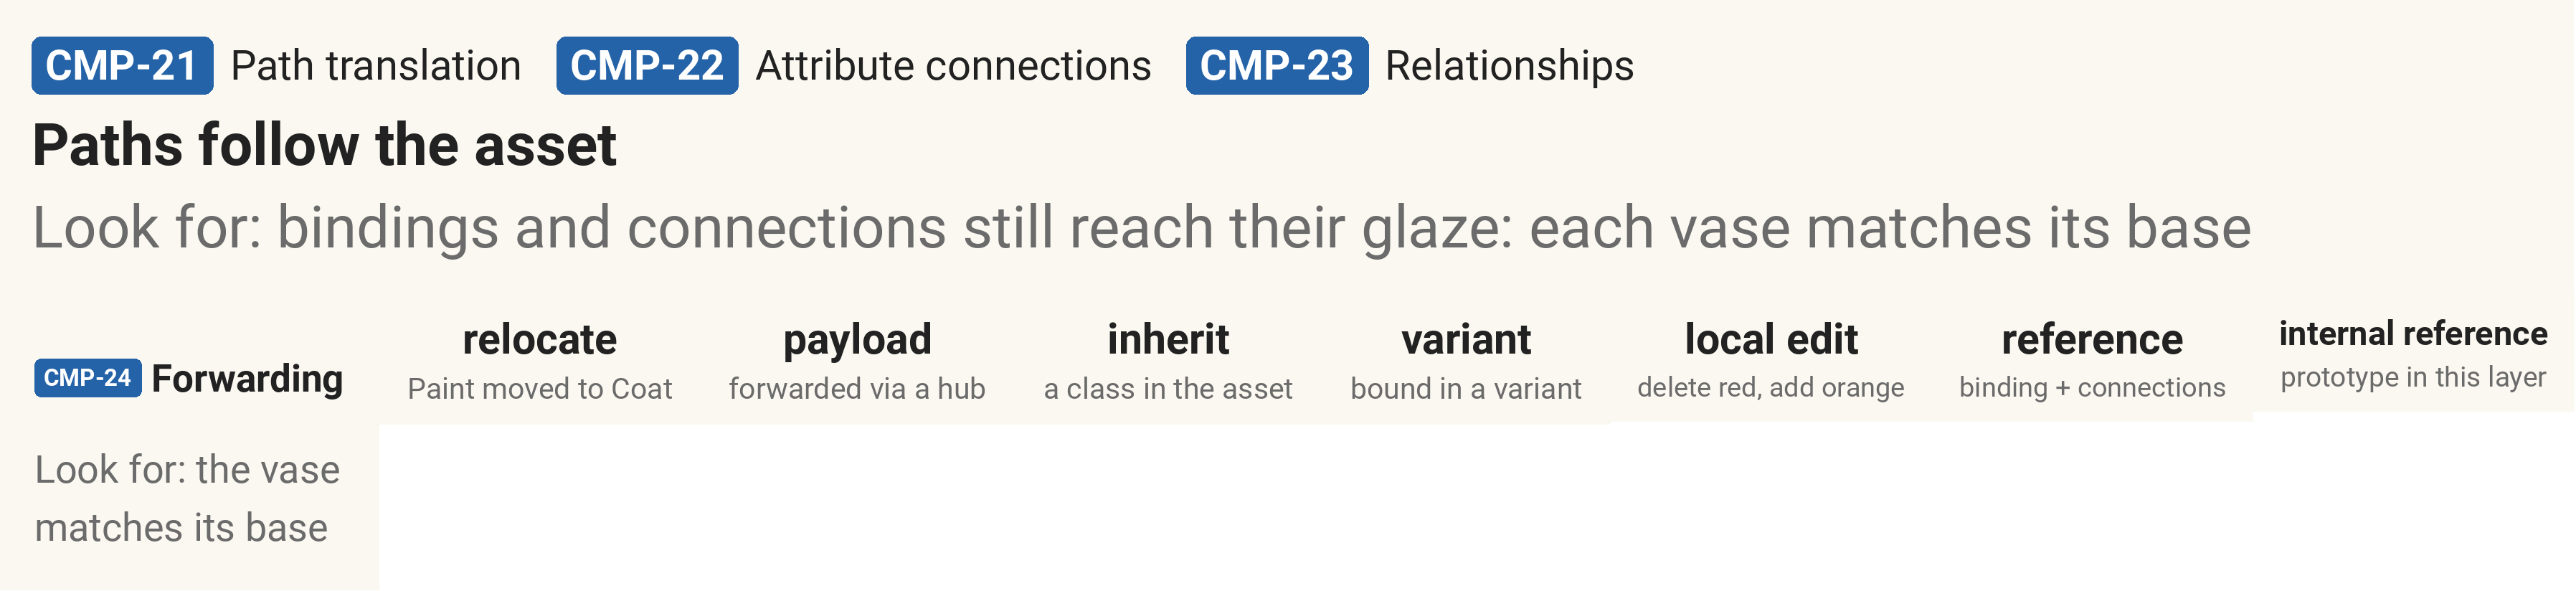 CMP-21 Path translation CMP-22 Attribute connections CMP-23 Relationships
Paths follow the asset
Look for: bindings and connections still reach their glaze: each vase matches its base
CMP-24 Forwarding
Look for: the vase
matches its base
relocate
Paint moved to Coat
payload
forwarded via a hub
inherit
a class in the asset
variant
bound in a variant
local edit
delete red, add orange
reference
binding + connections
internal reference
prototype in this layer